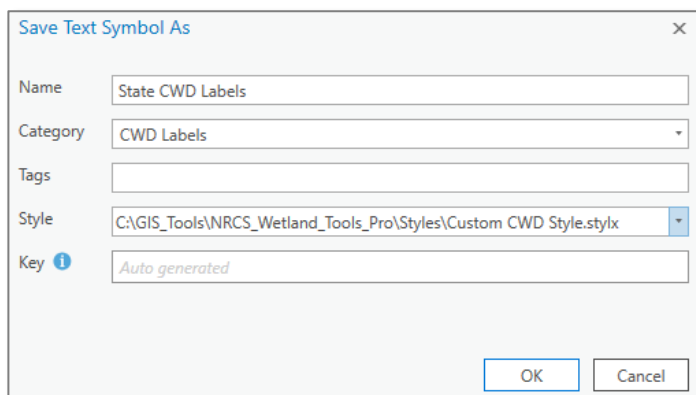 Save Text Symbol As
Name State CWD Labels
Category CWD Labels
Tags
Style C:\GIS_Tools\NRCS_Wetland_Tools_Pro\Styles\Custom CWD Style.stylx
Key i Auto generated
OK Cancel